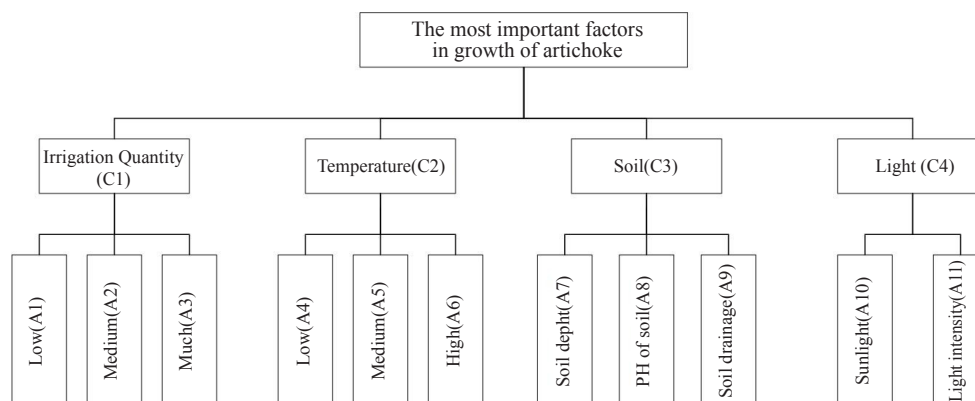 The most important factors
in growth of artichoke
Irrigation Quantity
(C1)
Temperature(C2)
Soil(C3)
Light (C4)
Low(A1)
Medium(A2)
Much(A3)
Low(A4)
Medium(A5)
High(A6)
Soil depht(A7)
PH of soil(A8)
Soil drainage(A9)
Sunlight(A10)
Light intensity(A11)